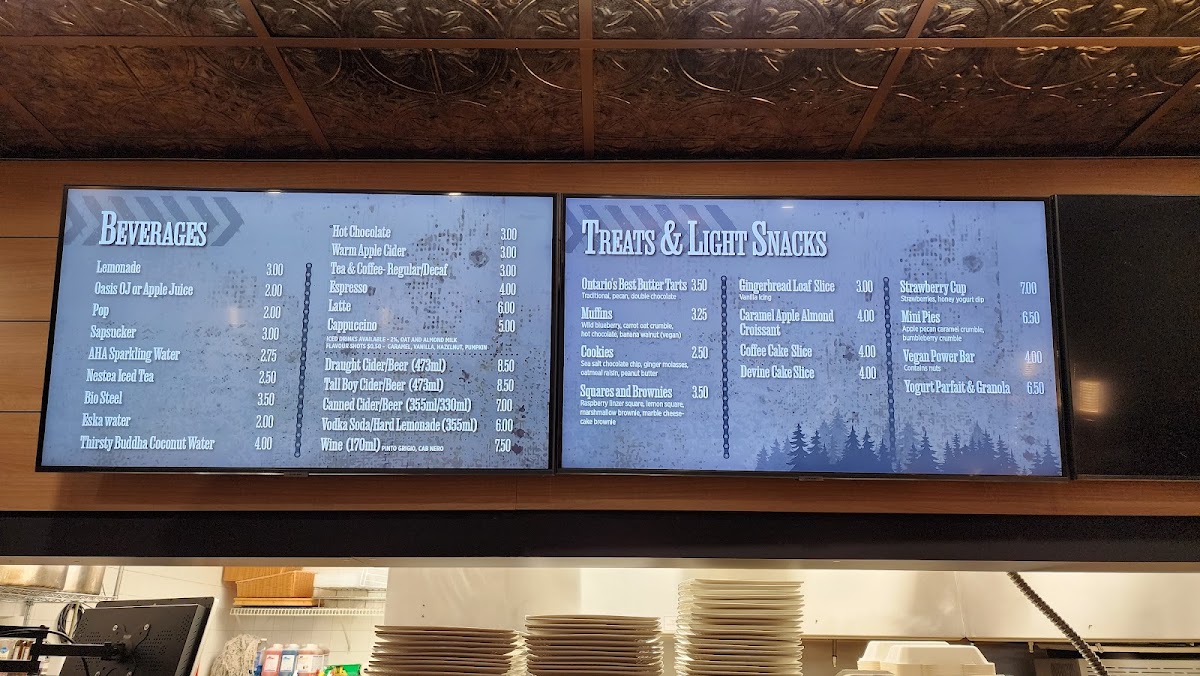 BEVERAGES
Lemonade 3.00
Oasis OJ or Apple Juice 2.00
Pop 2.00
Sapsucker 3.00
AHA Sparkling Water 2.75
Nestea Iced Tea 2.50
Bio Steel 3.50
Eska water 2.00
Thirsty Buddha Coconut Water 4.00
Hot Chocolate 3.00
Warm Apple Cider 3.00
Tea & Coffee- Regular/Decaf 3.00
Espresso 4.00
Latte 6.00
Cappuccino 5.00
ICED DRINKS AVAILABLE - 2%, OAT AND ALMOND MILK
FLAVOUR SHOTS $0.50 - CARAMEL, VANILLA, HAZELNUT, PUMPKIN
Draught Cider/Beer (473ml) 8.50
Tall Boy Cider/Beer (473ml) 8.50
Canned Cider/Beer (355ml/330ml) 7.00
Vodka Soda/Hard Lemonade (355ml) 6.00
Wine (170ml) PINTO GRIGIO, CAB NERO 7.50
TREATS & LIGHT SNACKS
Ontario's Best Butter Tarts 3.50
Traditional, pecan, double chocolate
Muffins 3.25
Wild blueberry, carrot oat crumble,
hot chocolate, banana walnut (vegan)
Cookies 2.50
Sea salt chocolate chip, ginger molasses,
oatmeal raisin, peanut butter
Squares and Brownies 3.50
Raspberry linzer square, lemon square,
marshmallow brownie, marble cheese-
cake brownie
Gingerbread Loaf Slice 3.00
Vanilla icing
Caramel Apple Almond 4.00
Croissant
Coffee Cake Slice 4.00
Devine Cake Slice 4.00
Strawberry Cup 7.00
Strawberries, honey yogurt dip
Mini Pies 6.50
Apple pecan caramel crumble,
bumbleberry crumble
Vegan Power Bar 4.00
Contains nuts
Yogurt Parfait & Granola 6.50